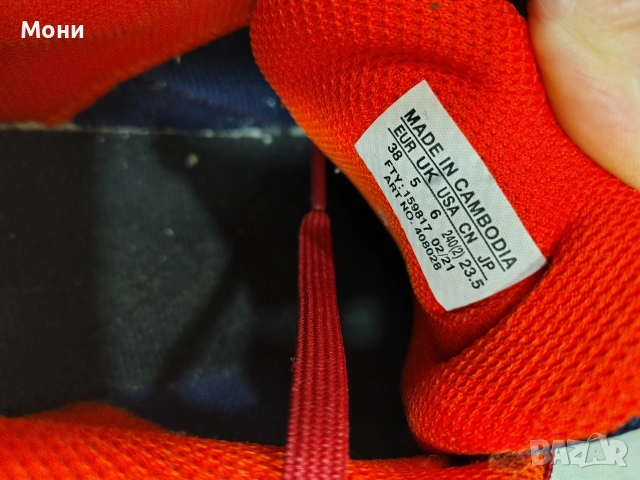 Мони
MADE IN CAMBODIA
EUR UK USA CN JP
38 5 6 240(2) 23.5
FTY.: 159817 02/21
ART NO. 408028
BAZAR